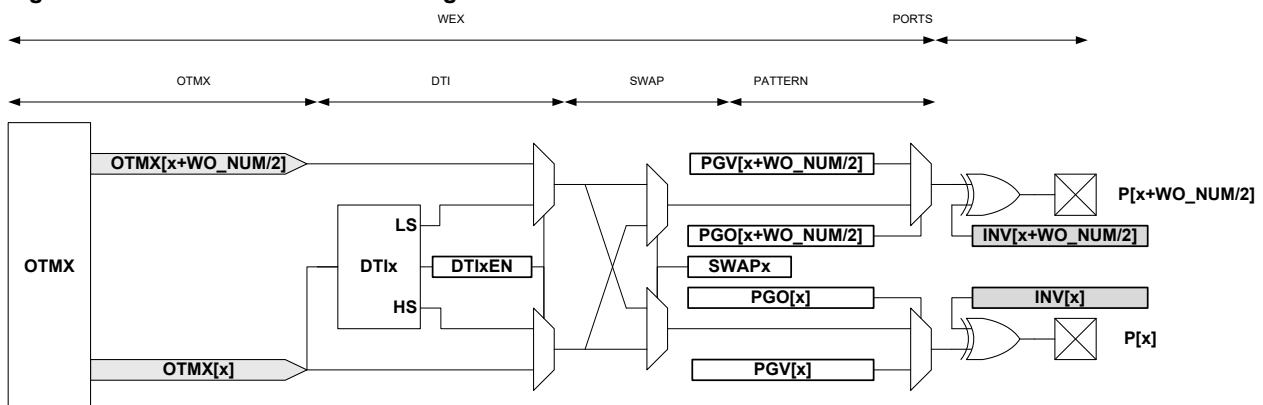 WEX PORTS
OTMX DTI SWAP PATTERN
OTMX[x+WO_NUM/2] PGV[x+WO_NUM/2]
P[x+WO_NUM/2]
LS
PGO[x+WO_NUM/2] INV[x+WO_NUM/2]
OTMX DTIx DTIxEN SWAPx
HS PGO[x] INV[x]
P[x]
OTMX[x] PGV[x]